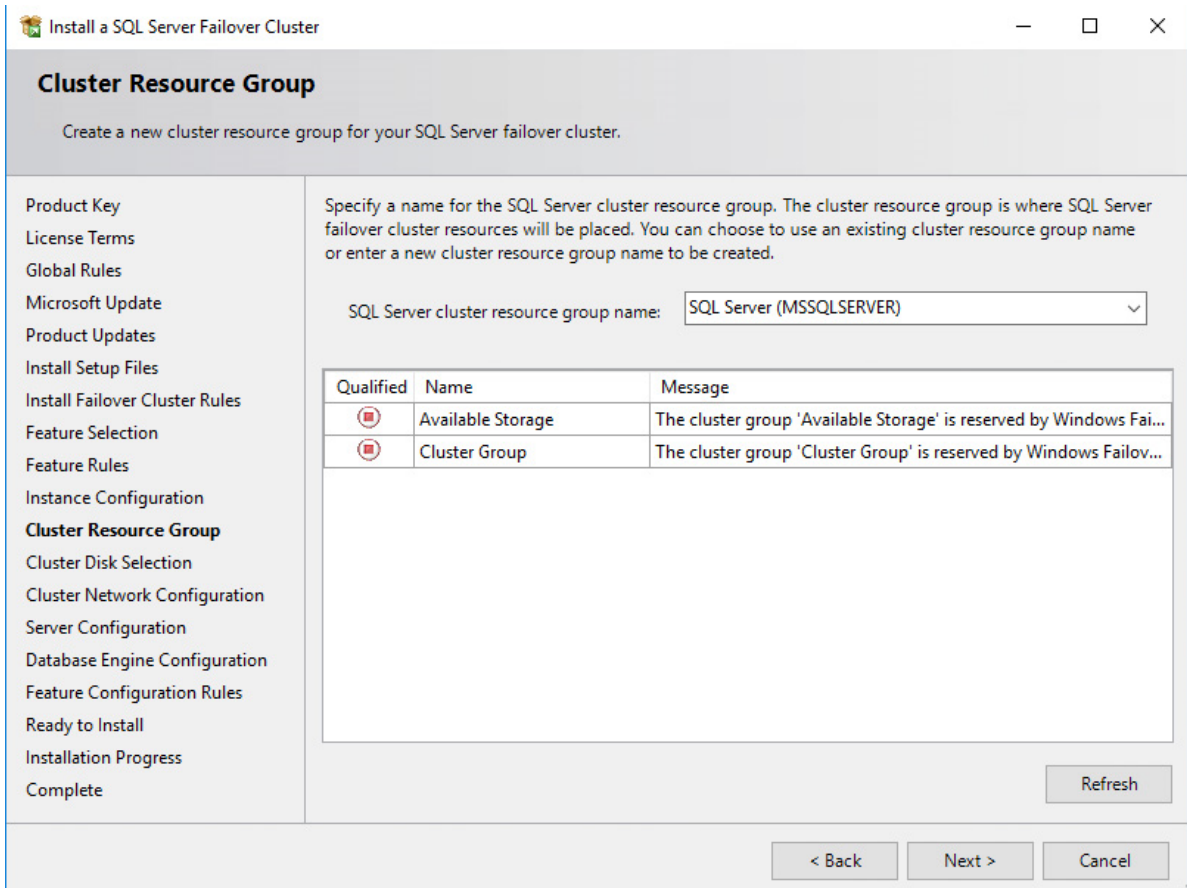 Install a SQL Server Failover Cluster
Cluster Resource Group
Create a new cluster resource group for your SQL Server failover cluster.
Product Key
License Terms
Global Rules
Microsoft Update
Product Updates
Install Setup Files
Install Failover Cluster Rules
Feature Selection
Feature Rules
Instance Configuration
Cluster Resource Group
Cluster Disk Selection
Cluster Network Configuration
Server Configuration
Database Engine Configuration
Feature Configuration Rules
Ready to Install
Installation Progress
Complete
Specify a name for the SQL Server cluster resource group. The cluster resource group is where SQL Server
failover cluster resources will be placed. You can choose to use an existing cluster resource group name
or enter a new cluster resource group name to be created.
SQL Server cluster resource group name: SQL Server (MSSQLSERVER)
Qualified Name Message
Available Storage The cluster group 'Available Storage' is reserved by Windows Fai...
Cluster Group The cluster group 'Cluster Group' is reserved by Windows Failov...
Refresh
< Back Next > Cancel